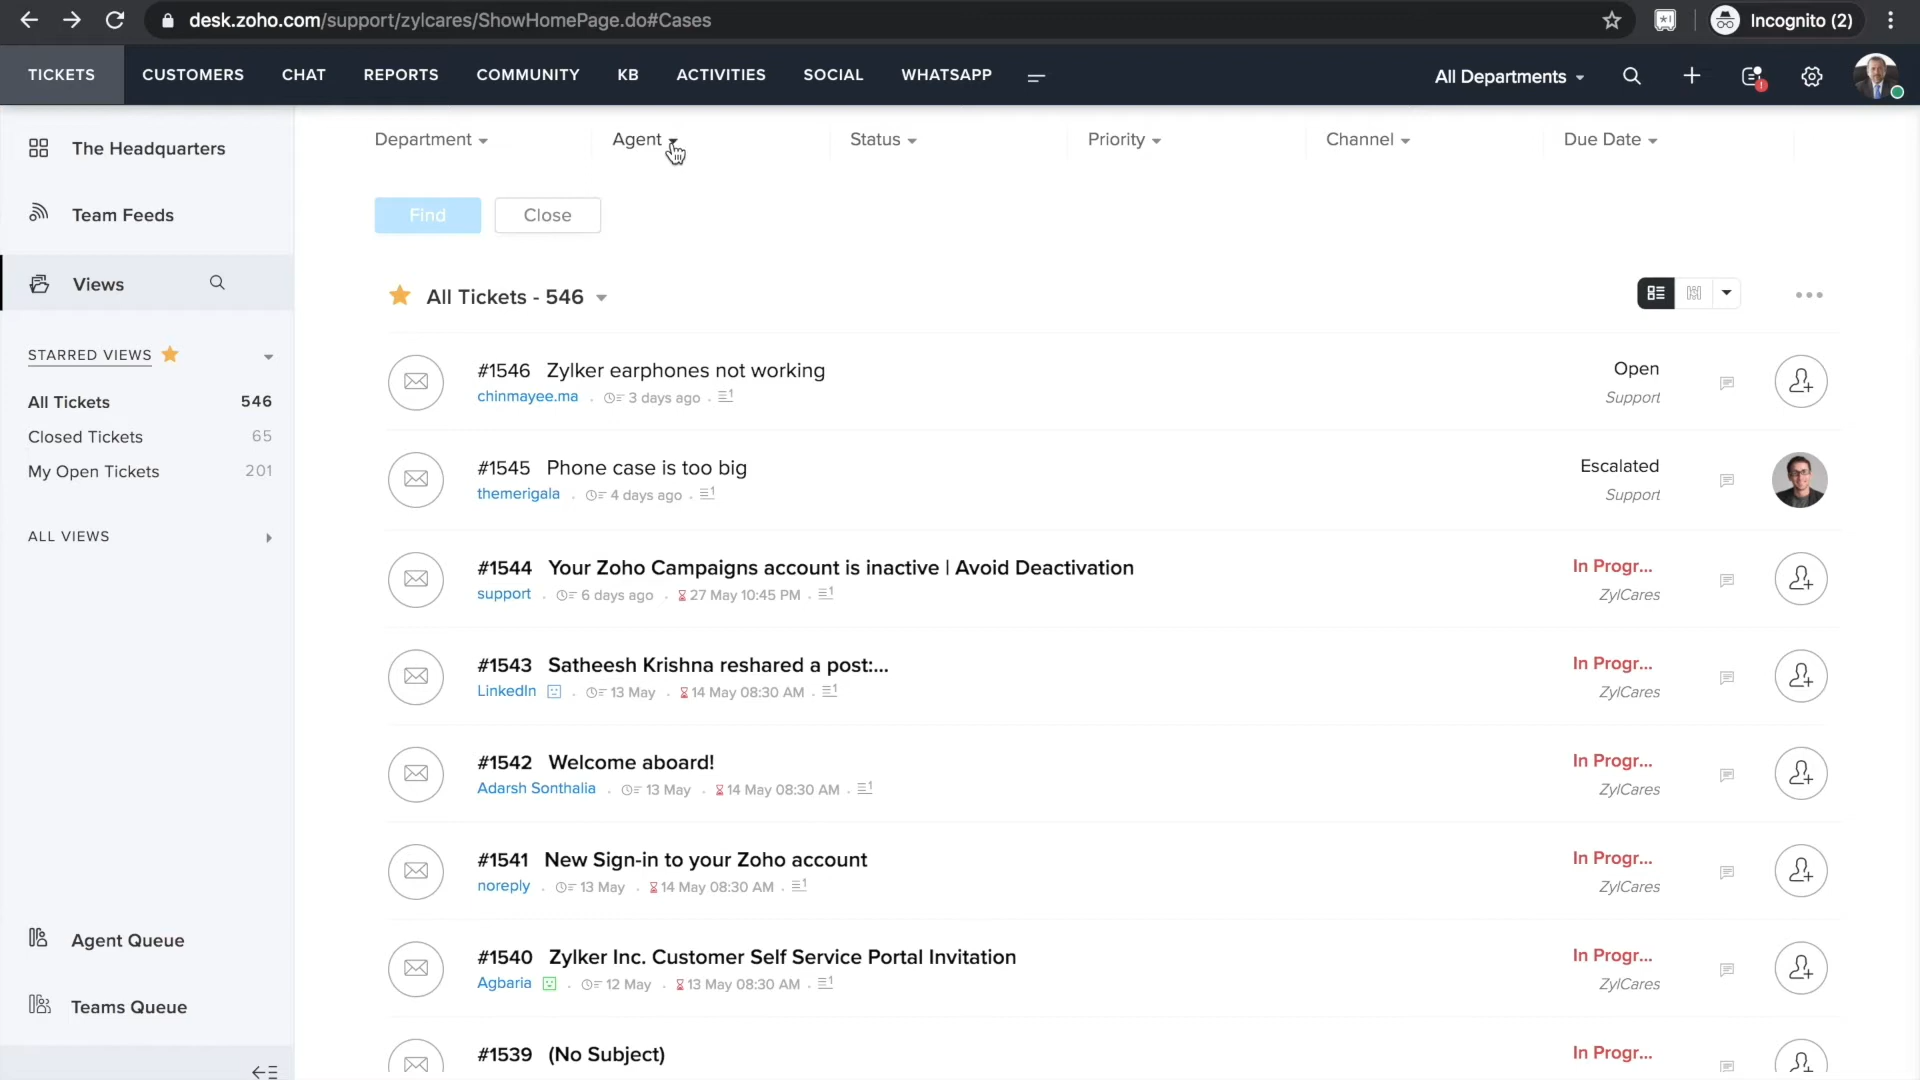 desk.zoho.com/support/zylcares/ShowHomePage.do#Cases
Incognito (2)
TICKETS
CUSTOMERS
CHAT
REPORTS
COMMUNITY
KB
ACTIVITIES
SOCIAL
WHATSAPP
All Departments
The Headquarters
Team Feeds
Views
STARRED VIEWS
All Tickets 546
Closed Tickets 65
My Open Tickets 201
ALL VIEWS
Agent Queue
Teams Queue
Department
Agent
Status
Priority
Channel
Due Date
Find
Close
All Tickets - 546
#1546 Zylker earphones not working
chinmayee.ma . 3 days ago . 1
Open
Support
#1545 Phone case is too big
themerigala . 4 days ago . 1
Escalated
Support
#1544 Your Zoho Campaigns account is inactive | Avoid Deactivation
support . 6 days ago . 27 May 10:45 PM . 1
In Progr...
ZylCares
#1543 Satheesh Krishna reshared a post:...
LinkedIn . 13 May . 14 May 08:30 AM . 1
In Progr...
ZylCares
#1542 Welcome aboard!
Adarsh Sonthalia . 13 May . 14 May 08:30 AM . 1
In Progr...
ZylCares
#1541 New Sign-in to your Zoho account
noreply . 13 May . 14 May 08:30 AM . 1
In Progr...
ZylCares
#1540 Zylker Inc. Customer Self Service Portal Invitation
Agbaria . 12 May . 13 May 08:30 AM . 1
In Progr...
ZylCares
#1539 (No Subject)
In Progr...